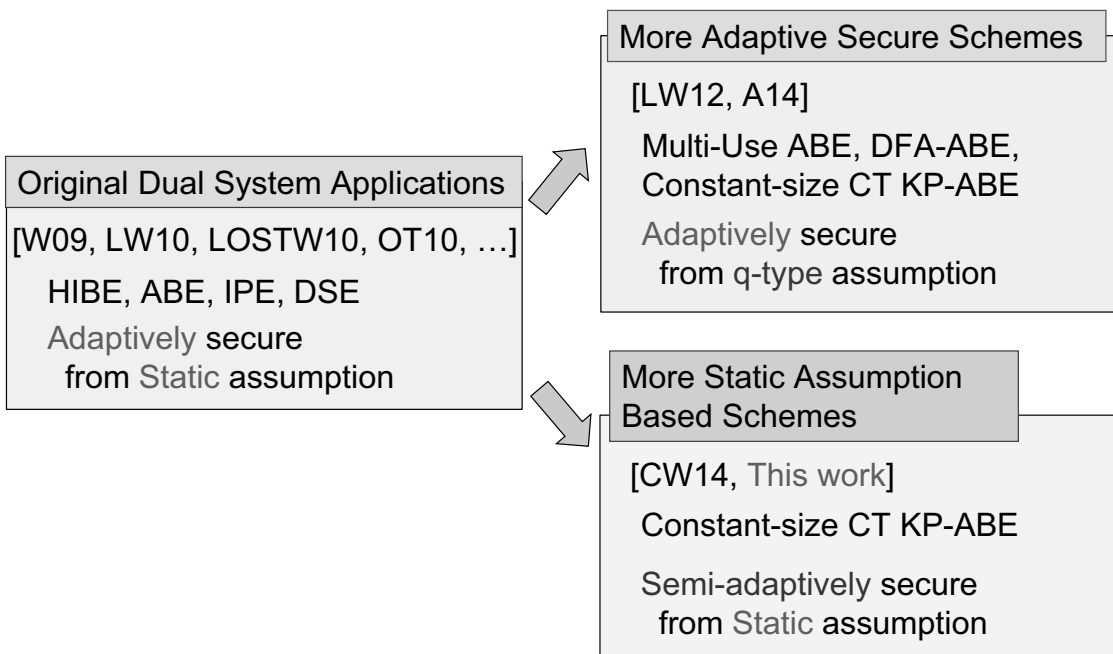 Original Dual System Applications
[W09, LW10, LOSTW10, OT10, …]
HIBE, ABE, IPE, DSE
Adaptively secure
from Static assumption
More Adaptive Secure Schemes
[LW12, A14]
Multi-Use ABE, DFA-ABE,
Constant-size CT KP-ABE
Adaptively secure
from q-type assumption
More Static Assumption
Based Schemes
[CW14, This work]
Constant-size CT KP-ABE
Semi-adaptively secure
from Static assumption